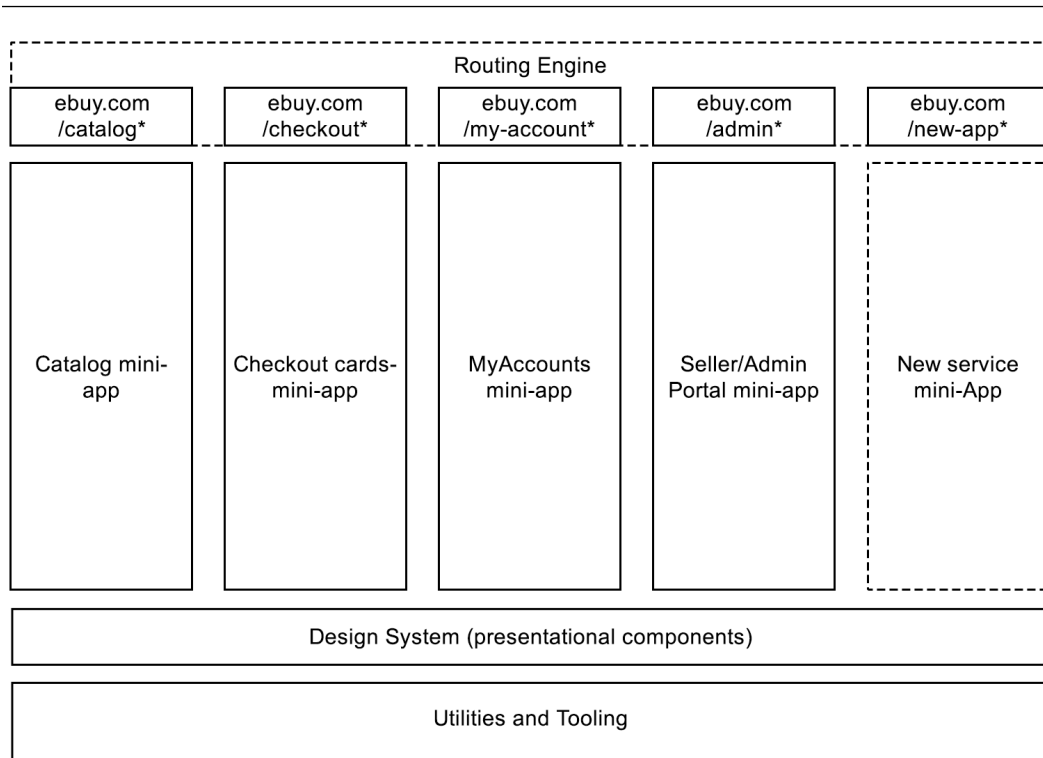 Routing Engine
ebuy.com
/catalog*
ebuy.com
/checkout*
ebuy.com
/my-account*
ebuy.com
/admin*
ebuy.com
/new-app*
Catalog mini-
app
Checkout cards-
mini-app
MyAccounts
mini-app
Seller/Admin
Portal mini-app
New service
mini-App
Design System (presentational components)
Utilities and Tooling